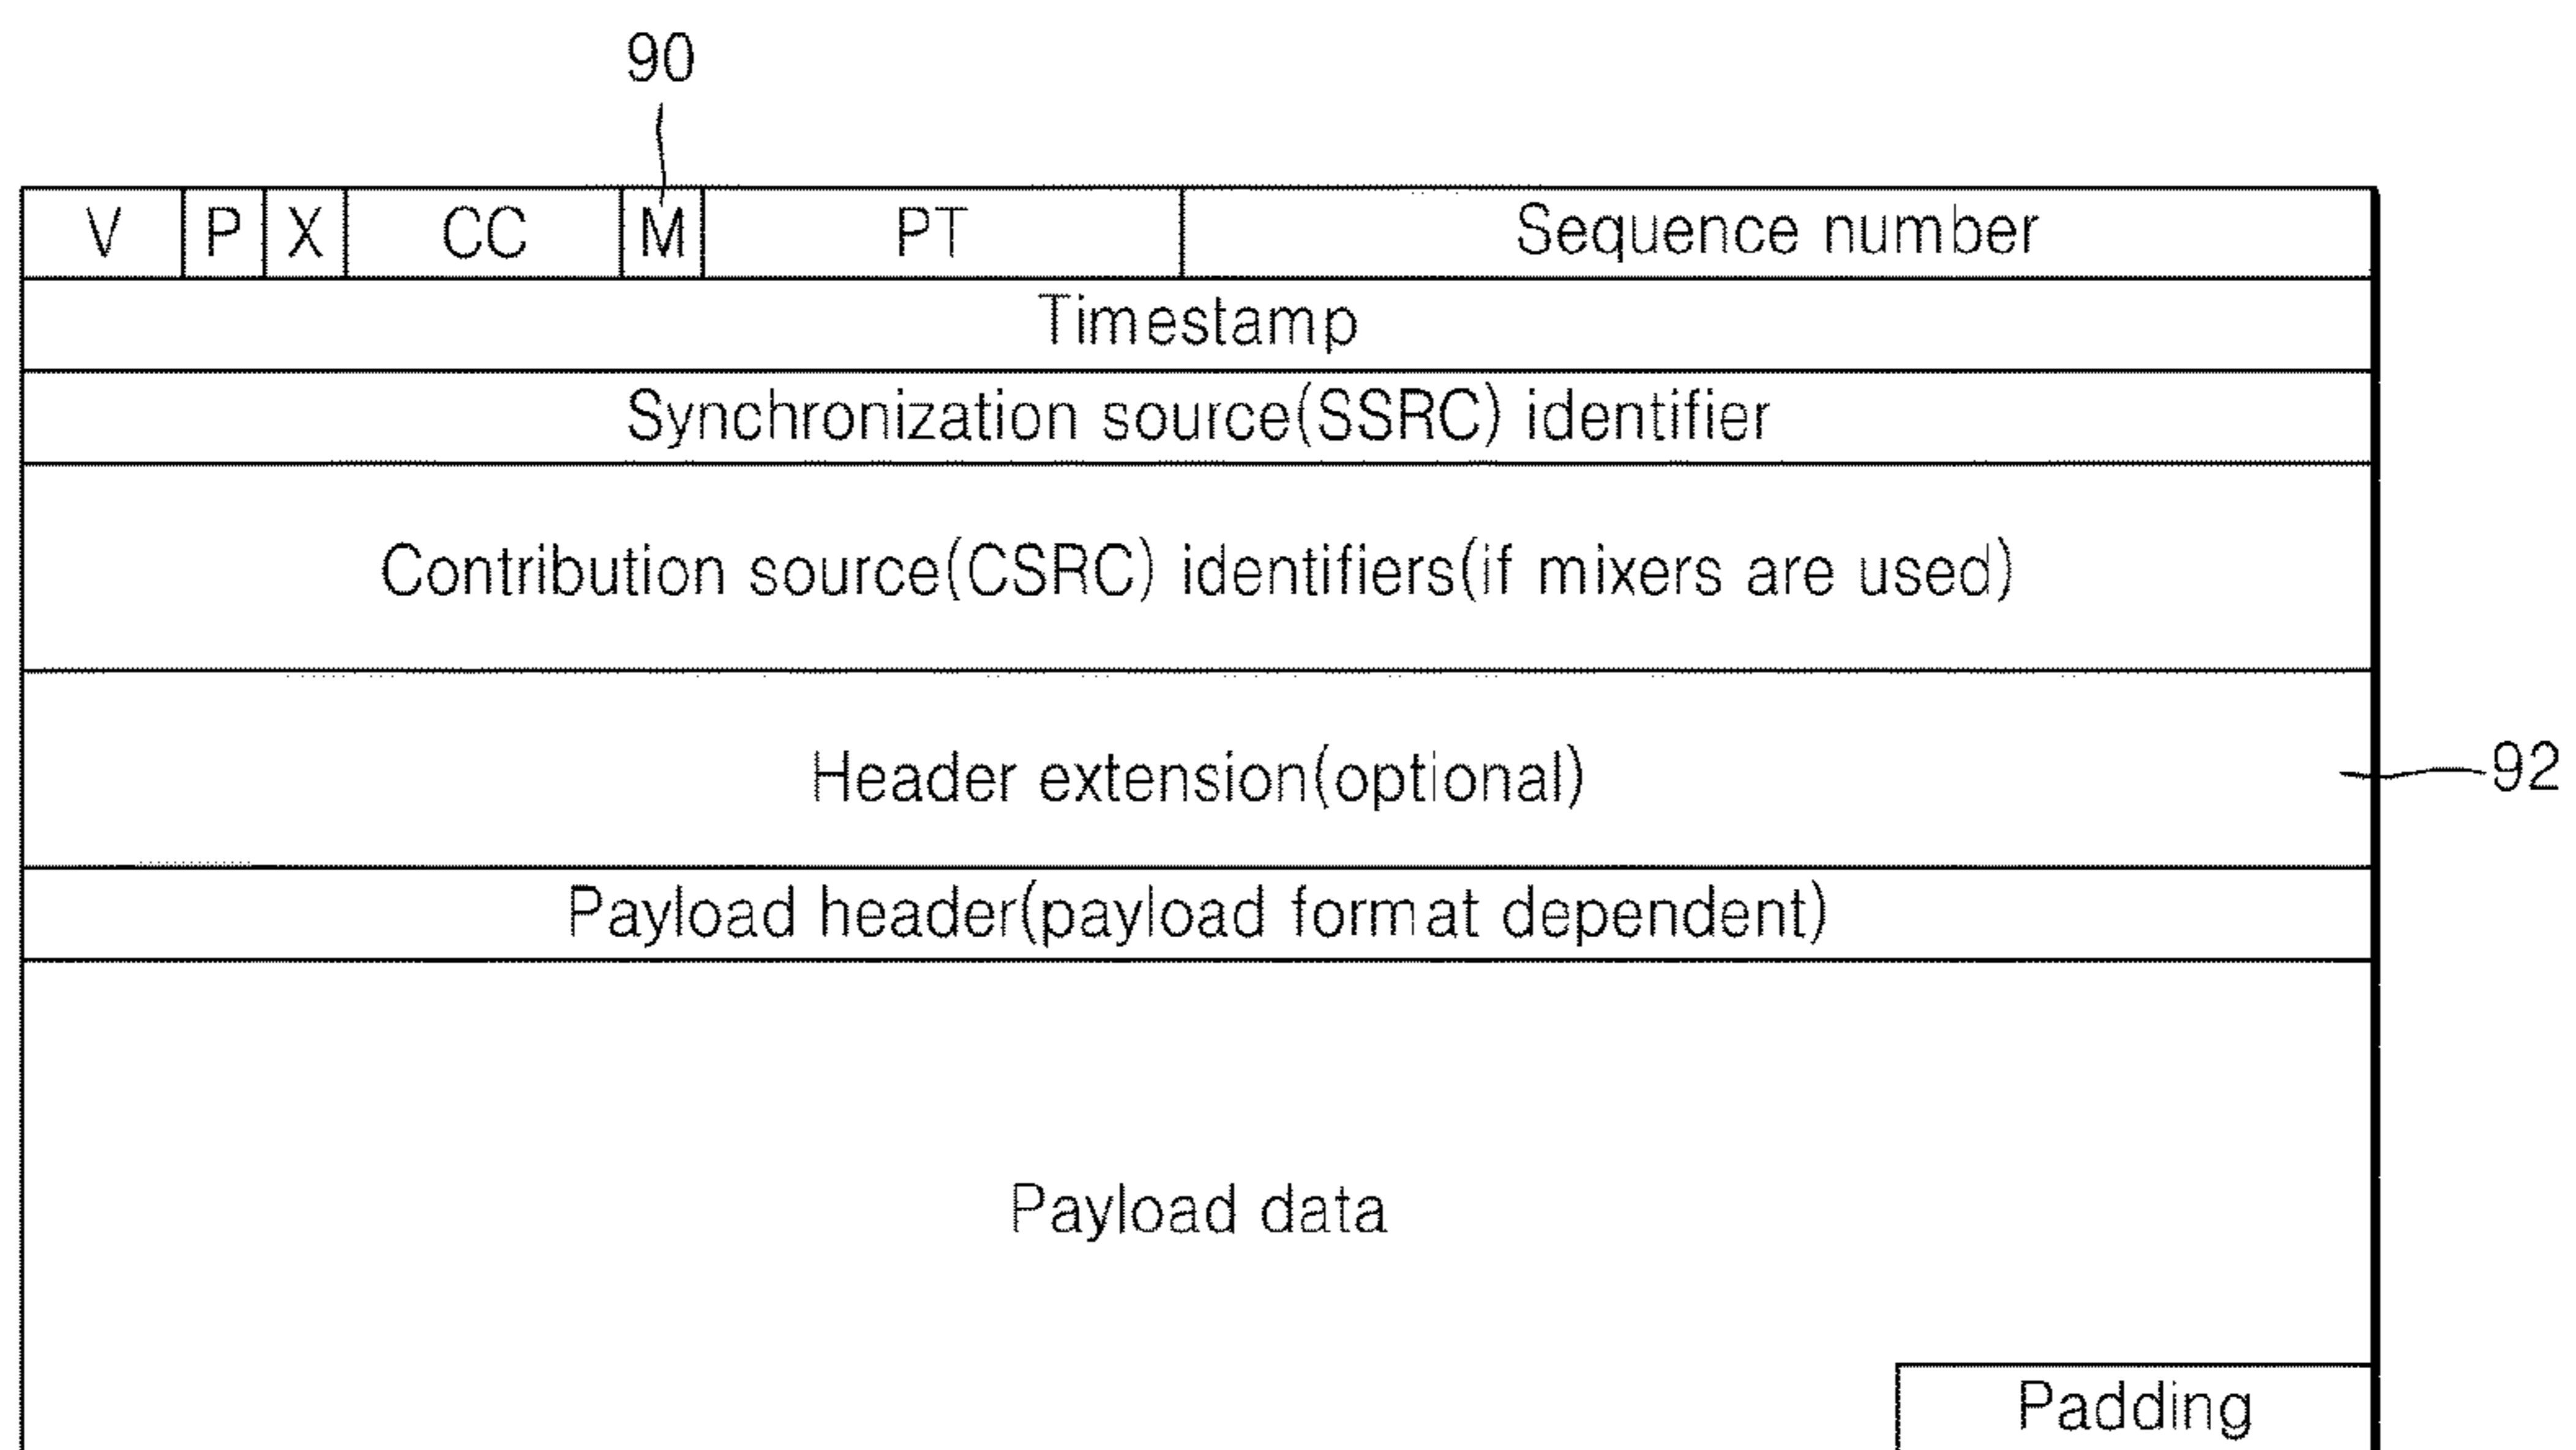 90
V P X CC M PT Sequence number
Timestamp
Synchronization source(SSRC) identifier
Contribution source(CSRC) identifiers(if mixers are used)
Header extension(optional)
92
Payload header(payload format dependent)
Payload data
Padding